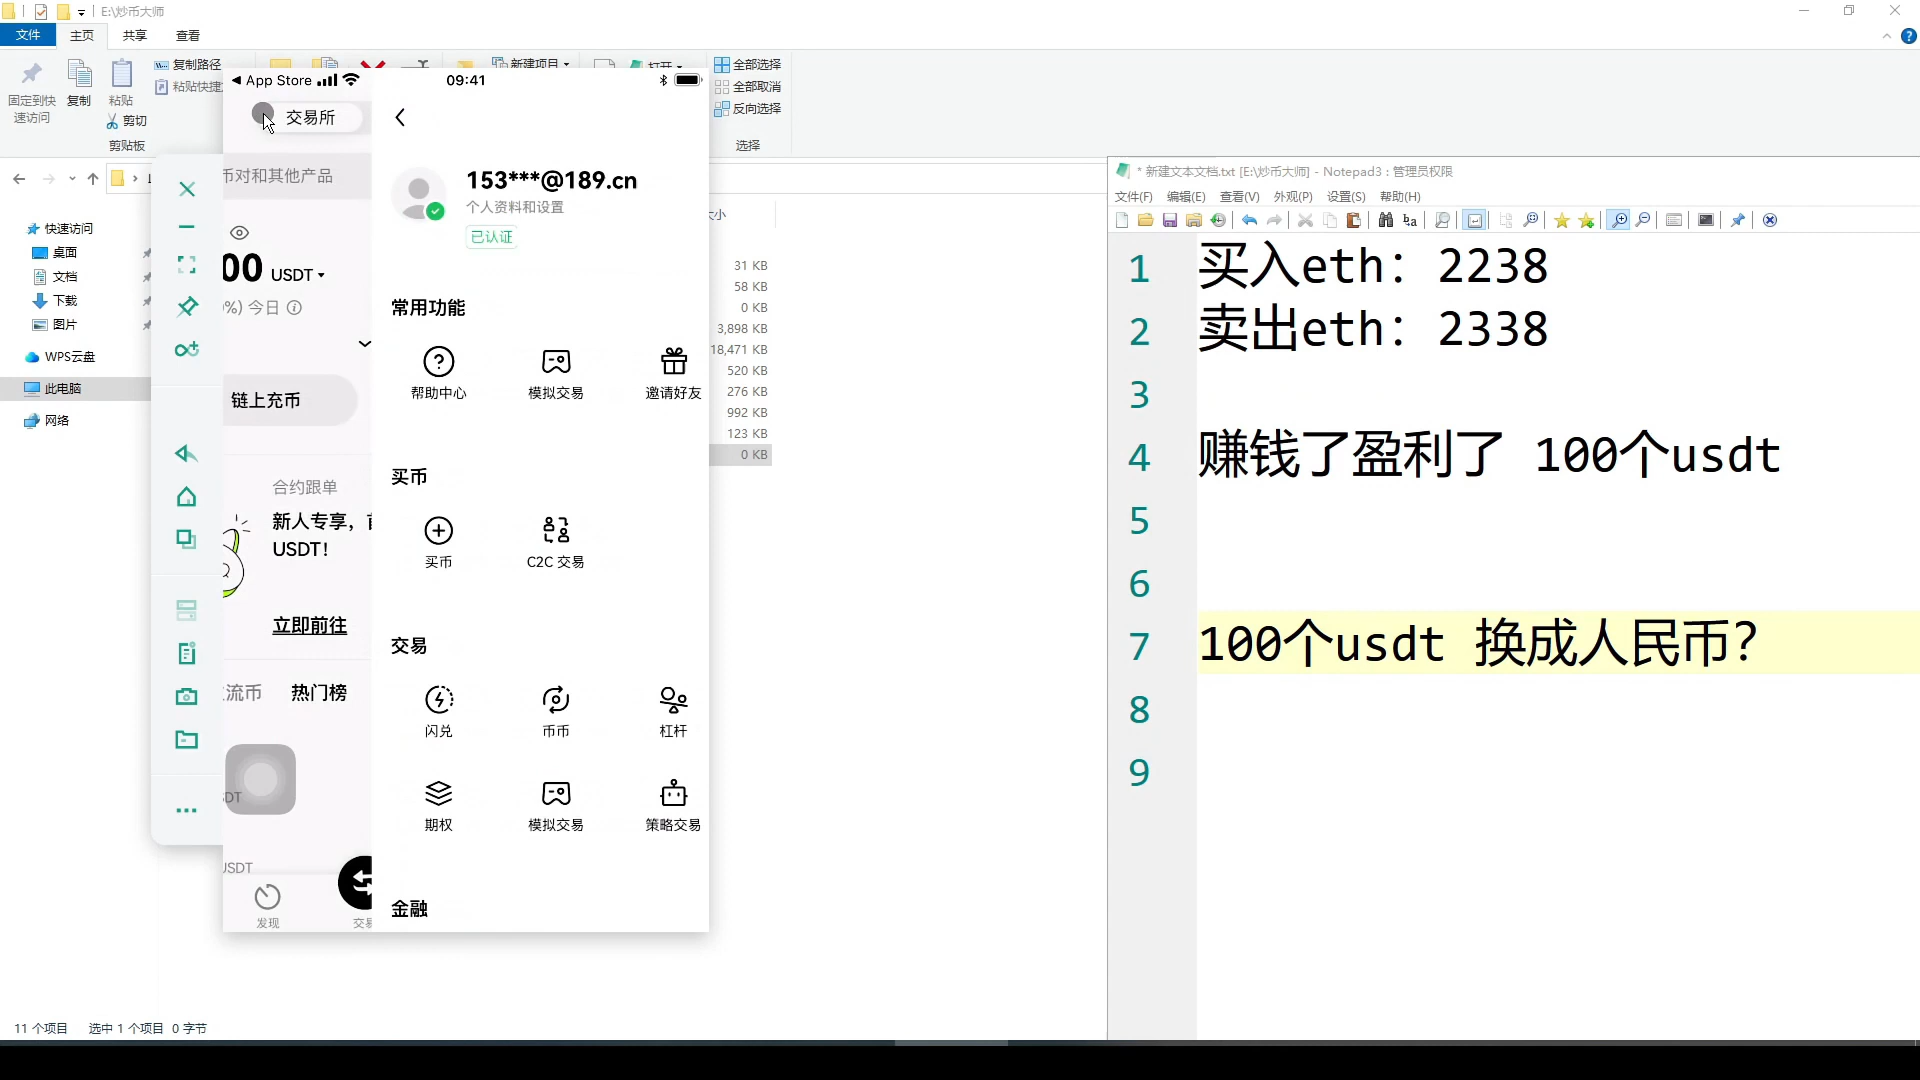 E:\炒币大师
文件 主页 共享 查看
固定到快速访问
复制
粘贴
复制路径
粘贴快捷
剪切
剪贴板
新建项目
打开
全部选择
全部取消
反向选择
选择
快速访问
桌面
文档
下载
图片
WPS云盘
此电脑
网络
App Store 09:41
交易所
币对和其他产品
00 USDT
%) 今日
链上充币
合约跟单
新人专享，
USDT！
立即前往
流币 热门榜
DT
USDT
发现 交易
153***@189.cn
个人资料和设置
已认证
常用功能
帮助中心 模拟交易 邀请好友
买币
买币 C2C 交易
交易
闪兑 币币 杠杆
期权 模拟交易 策略交易
金融
大小
31 KB
58 KB
0 KB
3,898 KB
18,471 KB
520 KB
276 KB
992 KB
123 KB
0 KB
* 新建文本文档.txt [E:\炒币大师] - Notepad3 : 管理员权限
文件(F) 编辑(E) 查看(V) 外观(P) 设置(S) 帮助(H)
1 买入eth：2238
2 卖出eth：2338
3
4 赚钱了盈利了 100个usdt
5
6
7 100个usdt 换成人民币？
8
9
11 个项目 选中 1 个项目 0 字节